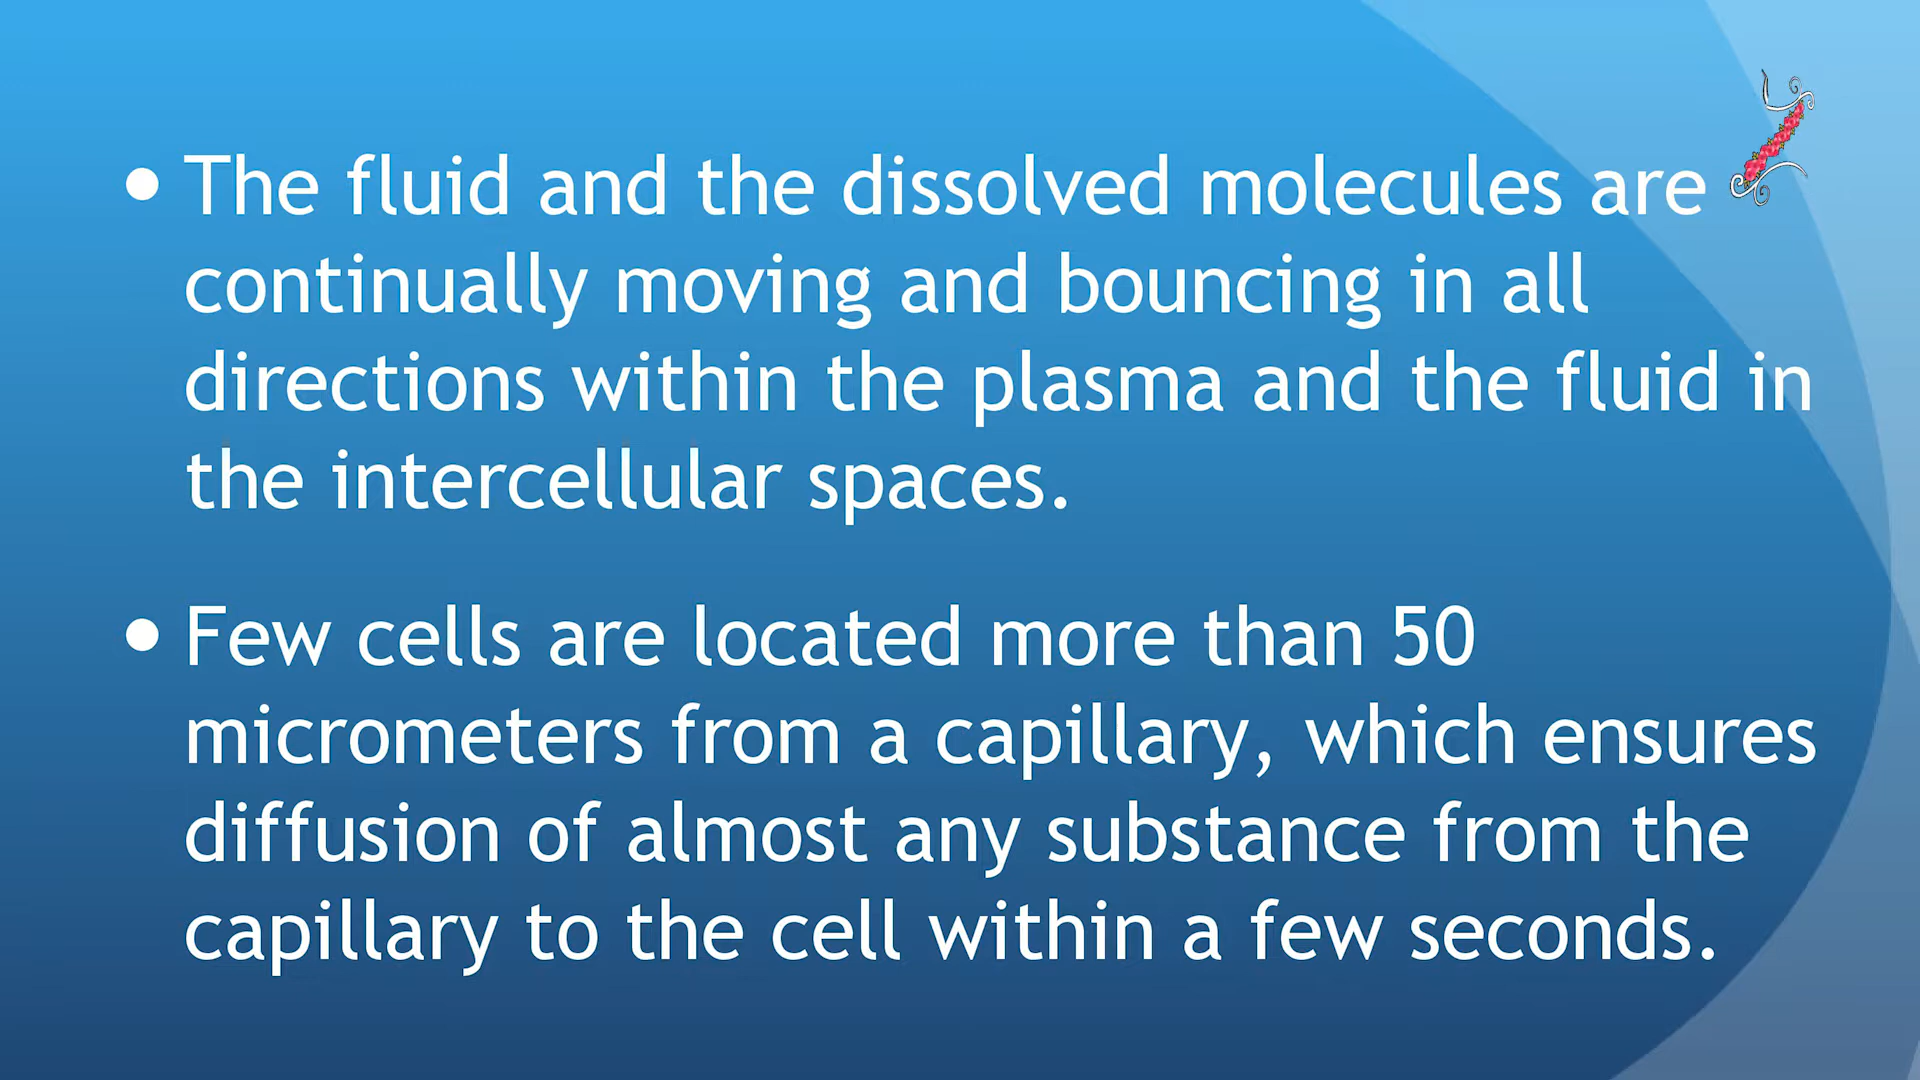 • The fluid and the dissolved molecules are
continually moving and bouncing in all
directions within the plasma and the fluid in
the intercellular spaces.
• Few cells are located more than 50
micrometers from a capillary, which ensures
diffusion of almost any substance from the
capillary to the cell within a few seconds.